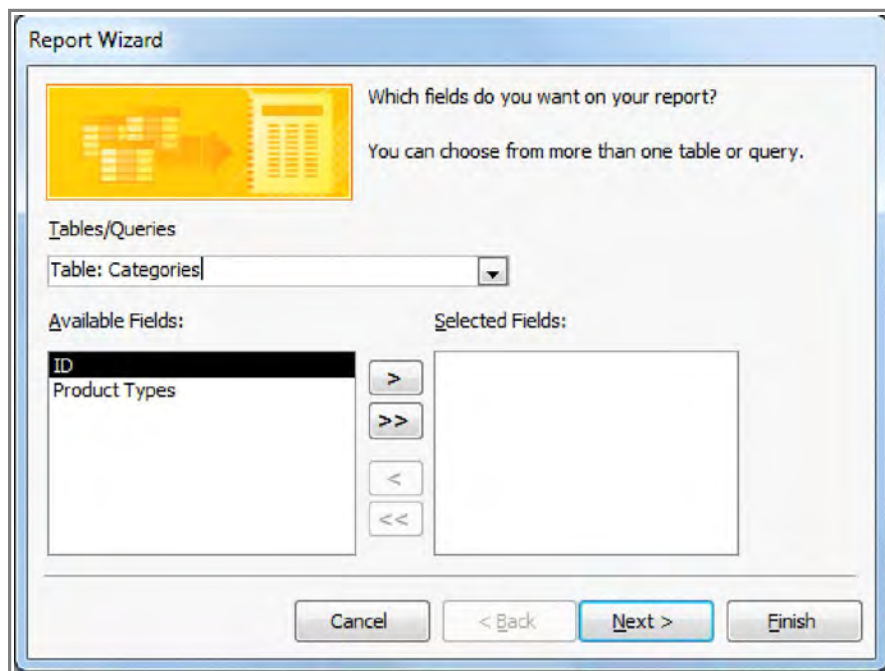 Report Wizard
Which fields do you want on your report?
You can choose from more than one table or query.
Tables/Queries
Table: Categories
Available Fields:
Selected Fields:
ID
Product Types
>
>>
<
<<
Cancel
< Back
Next >
Finish